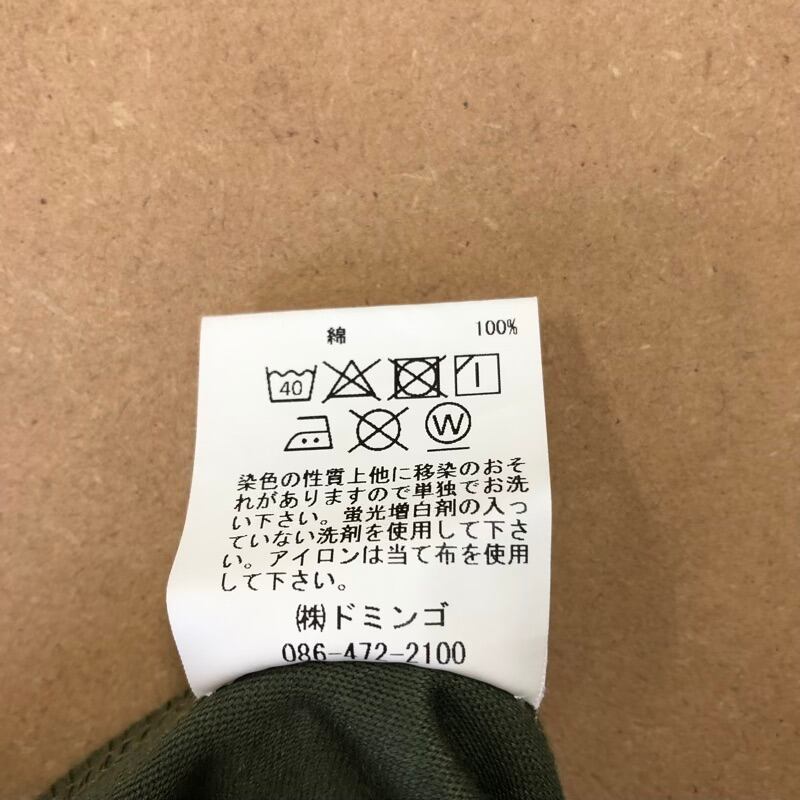 綿 100%
40
W
染色の性質上他に移染のおそ
れがありますので単独でお洗
い下さい。蛍光増白剤の入っ
ていない洗剤を使用して下さ
い。アイロンは当て布を使用
して下さい。
㈱ドミンゴ
086-472-2100